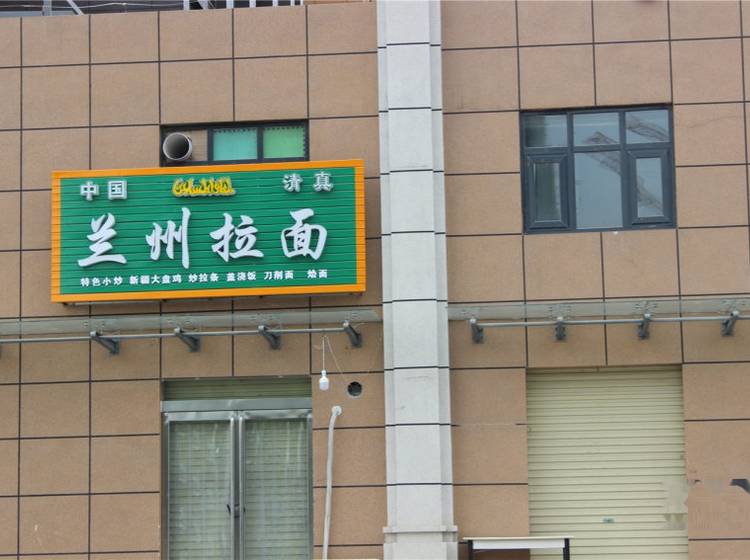 中国 清真
兰州拉面
特色小炒 新疆大盘鸡 炒拉条 盖浇饭 刀削面 烩面